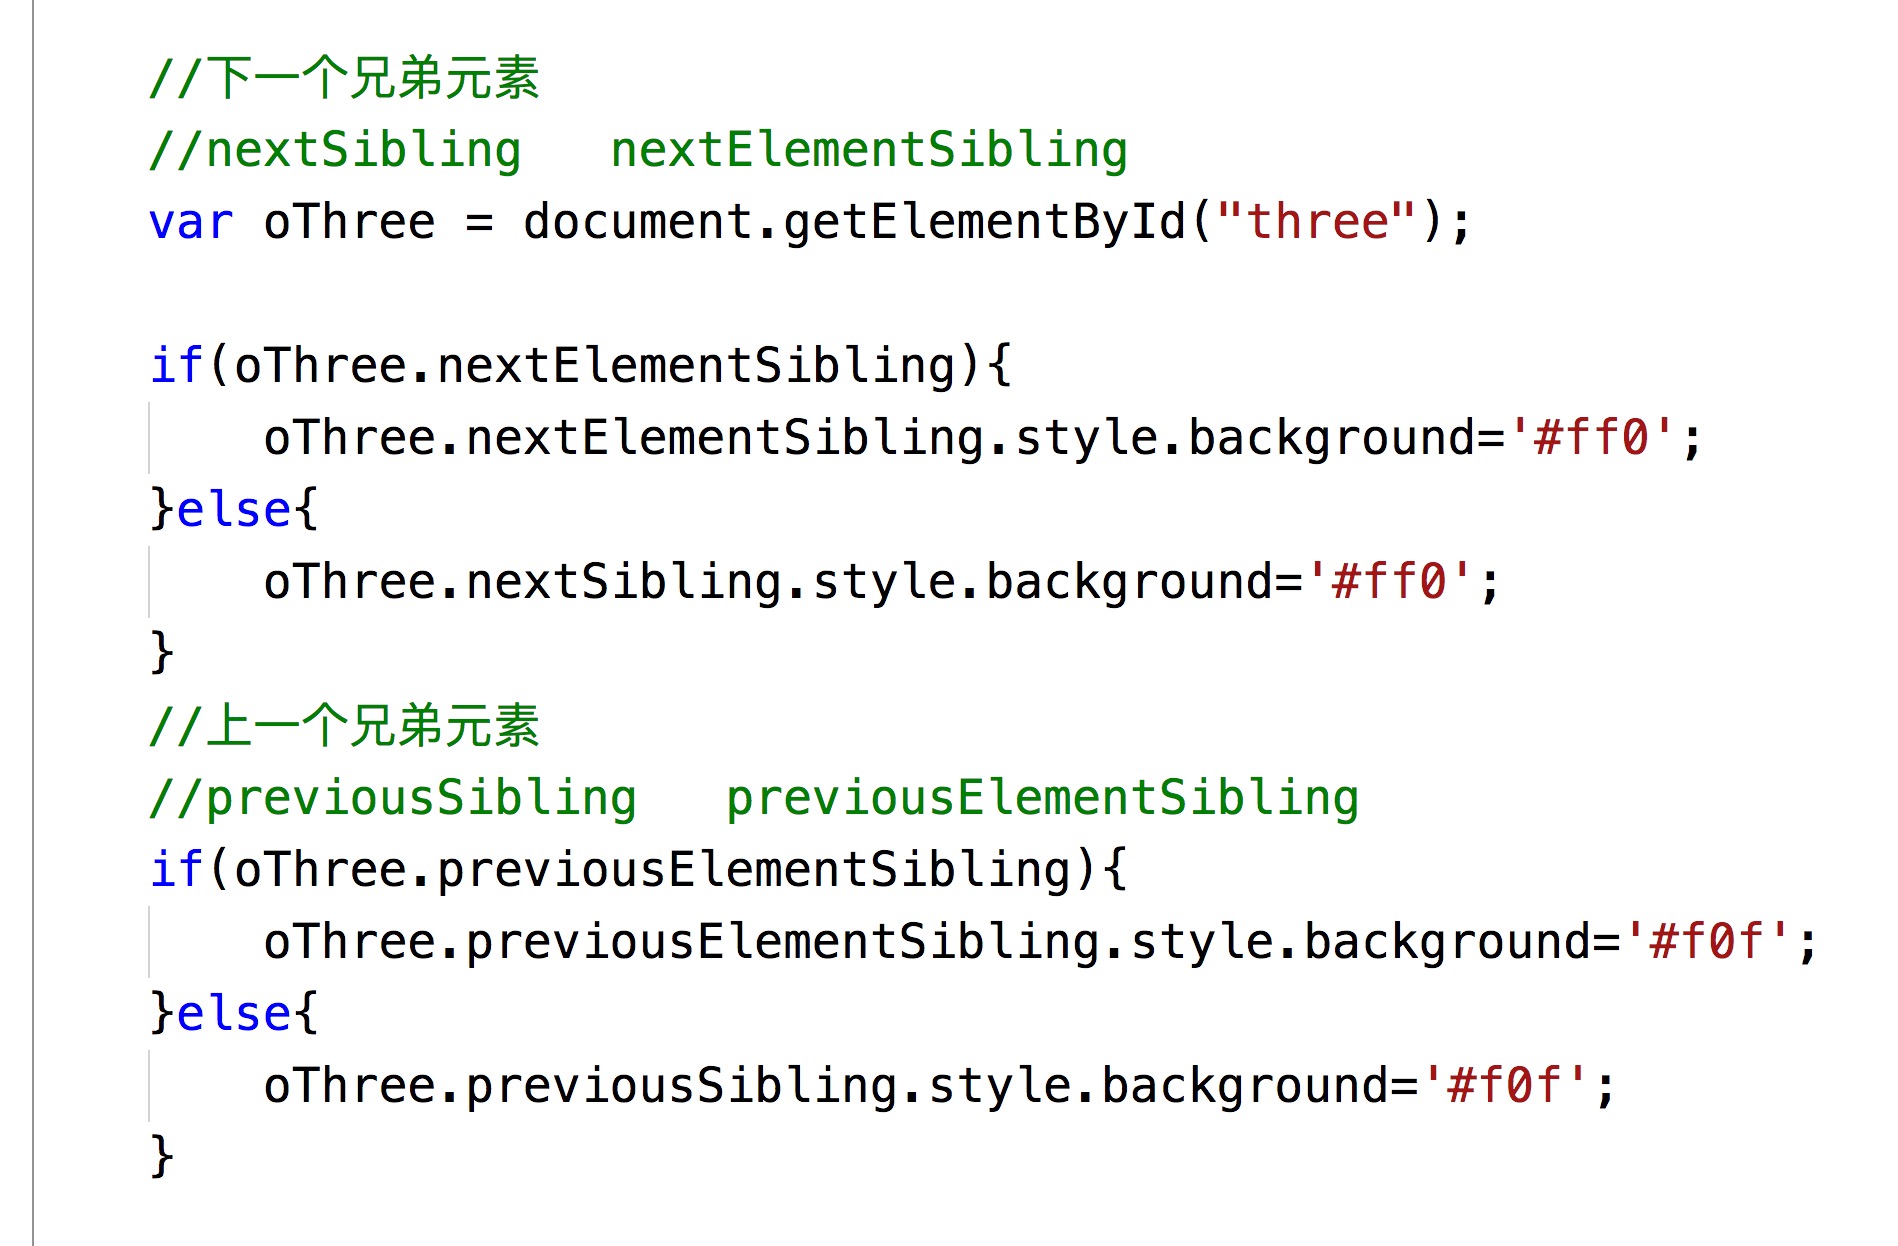 //下一个兄弟元素
//nextSibling   nextElementSibling
var oThree = document.getElementById("three");
if(oThree.nextElementSibling){
    oThree.nextElementSibling.style.background='#ff0';
}else{
    oThree.nextSibling.style.background='#ff0';
}
//上一个兄弟元素
//previousSibling   previousElementSibling
if(oThree.previousElementSibling){
    oThree.previousElementSibling.style.background='#f0f';
}else{
    oThree.previousSibling.style.background='#f0f';
}